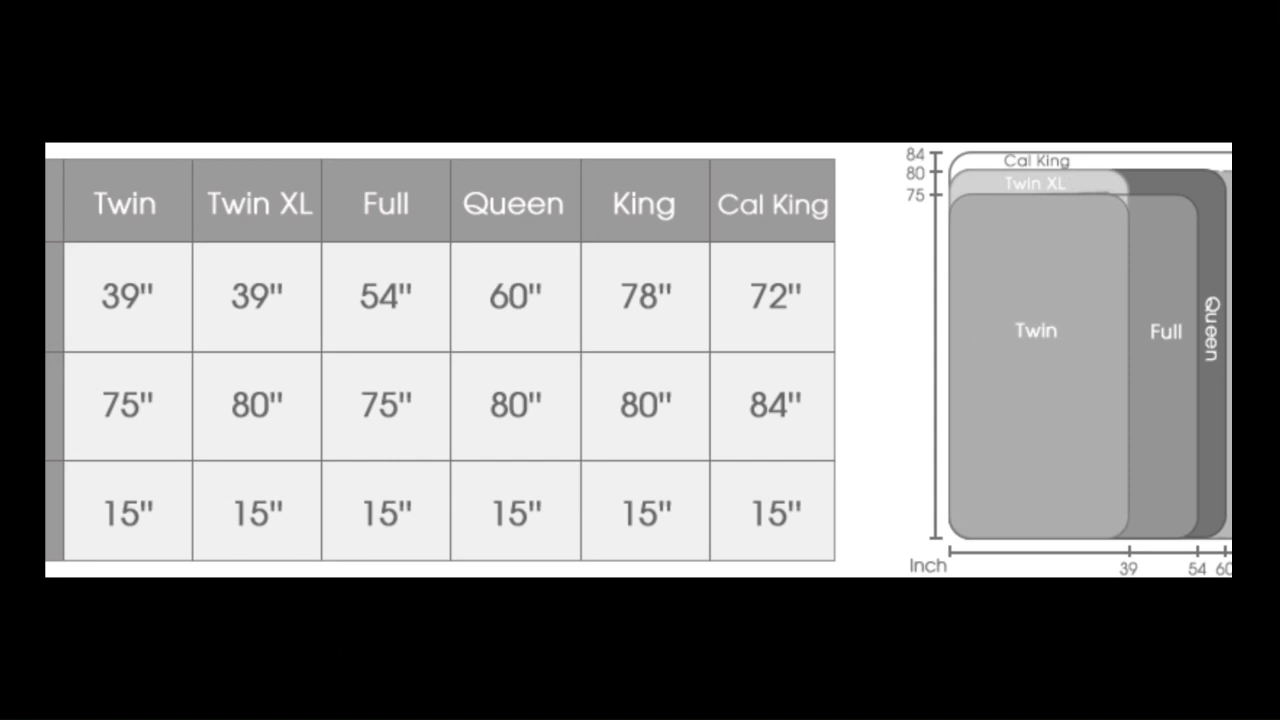 Twin Twin XL Full Queen King Cal King
39" 39" 54" 60" 78" 72"
75" 80" 75" 80" 80" 84"
15" 15" 15" 15" 15" 15"
84
Cal King
80
Twin XL
75
Twin
Full
Queen
Inch
39
54
60